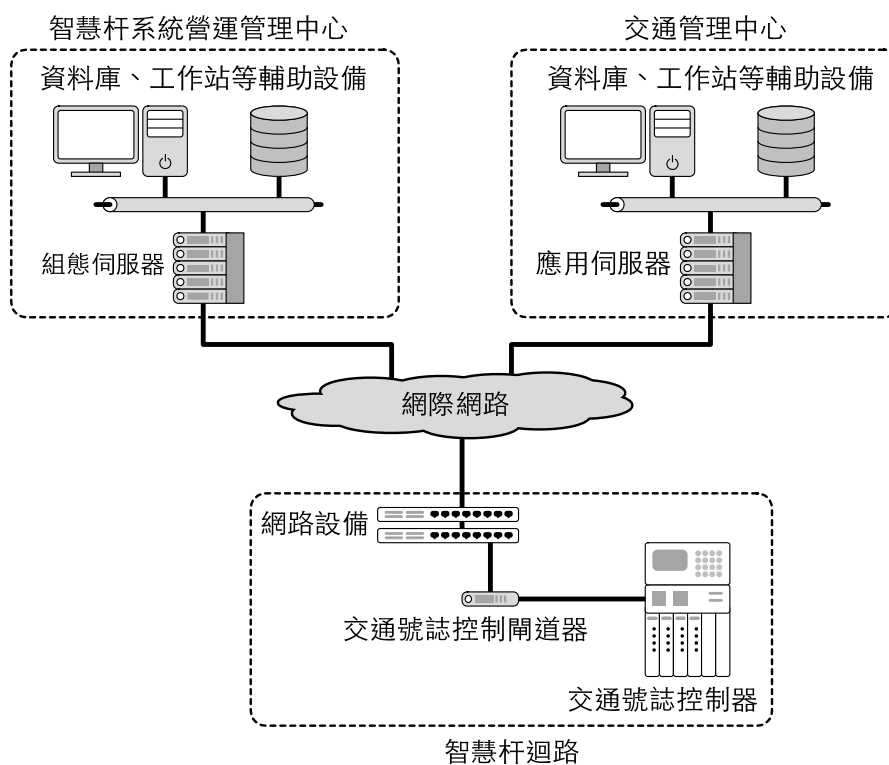 智慧杆系統營運管理中心
資料庫、工作站等輔助設備
組態伺服器
交通管理中心
資料庫、工作站等輔助設備
應用伺服器
網際網路
網路設備
交通號誌控制閘道器
交通號誌控制器
智慧杆迴路